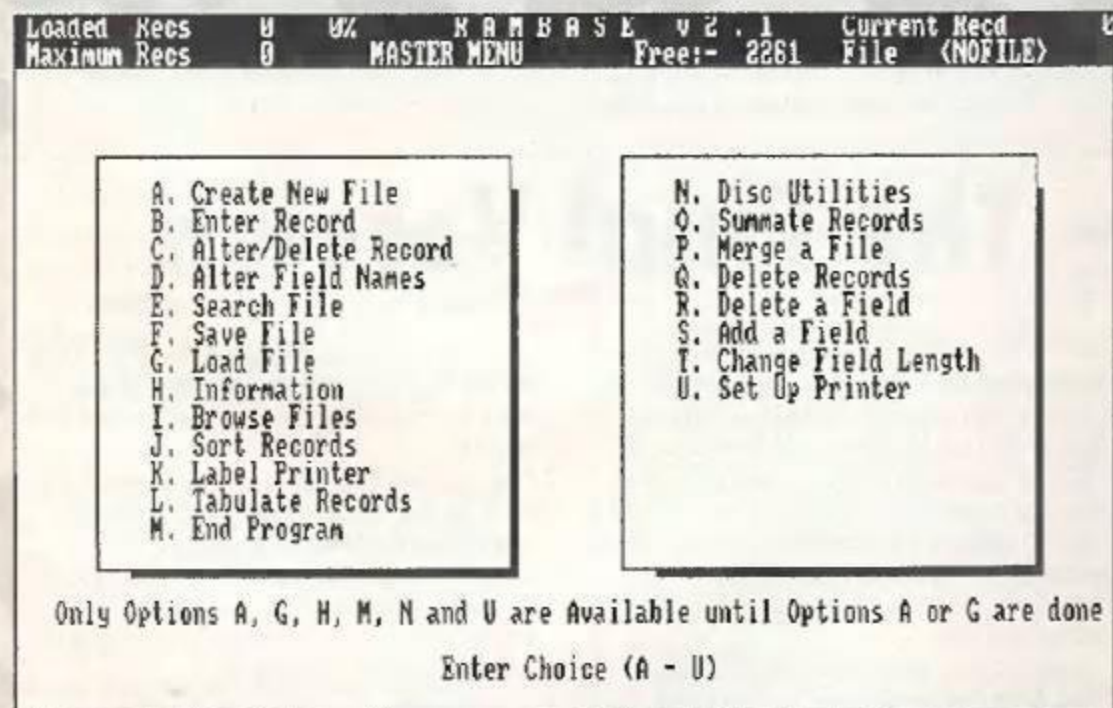 Loaded Recs 0 0% R A M B A S E v 2 . 1 Current Recd 0
Maximum Recs 0 MASTER MENU Free:- 2261 File (NOFILE)
A. Create New File
B. Enter Record
C. Alter/Delete Record
D. Alter Field Names
E. Search File
F. Save File
G. Load File
H. Information
I. Browse Files
J. Sort Records
K. Label Printer
L. Tabulate Records
M. End Program
N. Disc Utilities
O. Summate Records
P. Merge a File
Q. Delete Records
R. Delete a Field
S. Add a Field
T. Change Field Length
U. Set Up Printer
Only Options A, G, H, M, N and U are Available until Options A or G are done
Enter Choice (A - U)